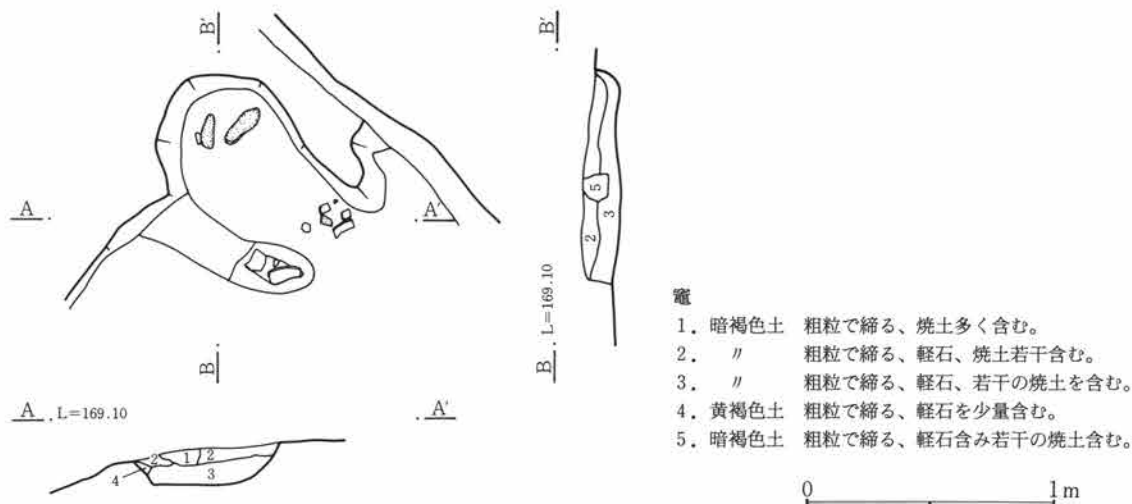 B′
B′
A
A′
5
3
2
L=169.10
B
B
竈
1．暗褐色土　粗粒で締る、焼土多く含む。
2．　〃　　　粗粒で締る、軽石、焼土若干含む。
3．　〃　　　粗粒で締る、軽石、若干の焼土を含む。
4．黄褐色土　粗粒で締る、軽石を少量含む。
5．暗褐色土　粗粒で締る、軽石含み若干の焼土含む。
A L=169.10
A′
2 1 2
4 3
0 1m